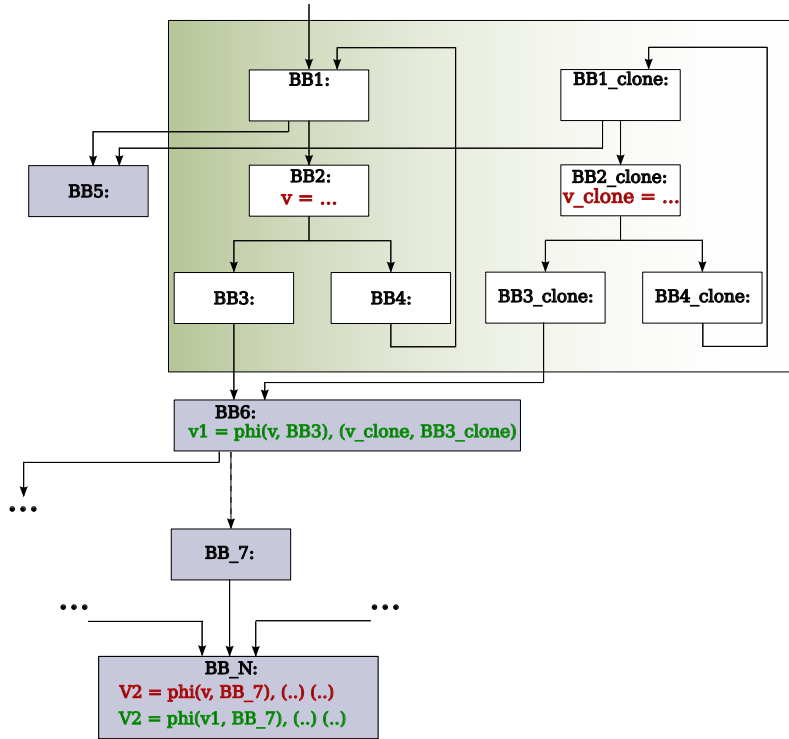 BB1:
BB1_clone:
BB2:
v = ...
BB2_clone:
v_clone = ...
BB5:
BB3:
BB4:
BB3_clone:
BB4_clone:
BB6:
v1 = phi(v, BB3), (v_clone, BB3_clone)
...
BB_7:
...
...
BB_N:
V2 = phi(v, BB_7), (..) (..)
V2 = phi(v1, BB_7), (..) (..)